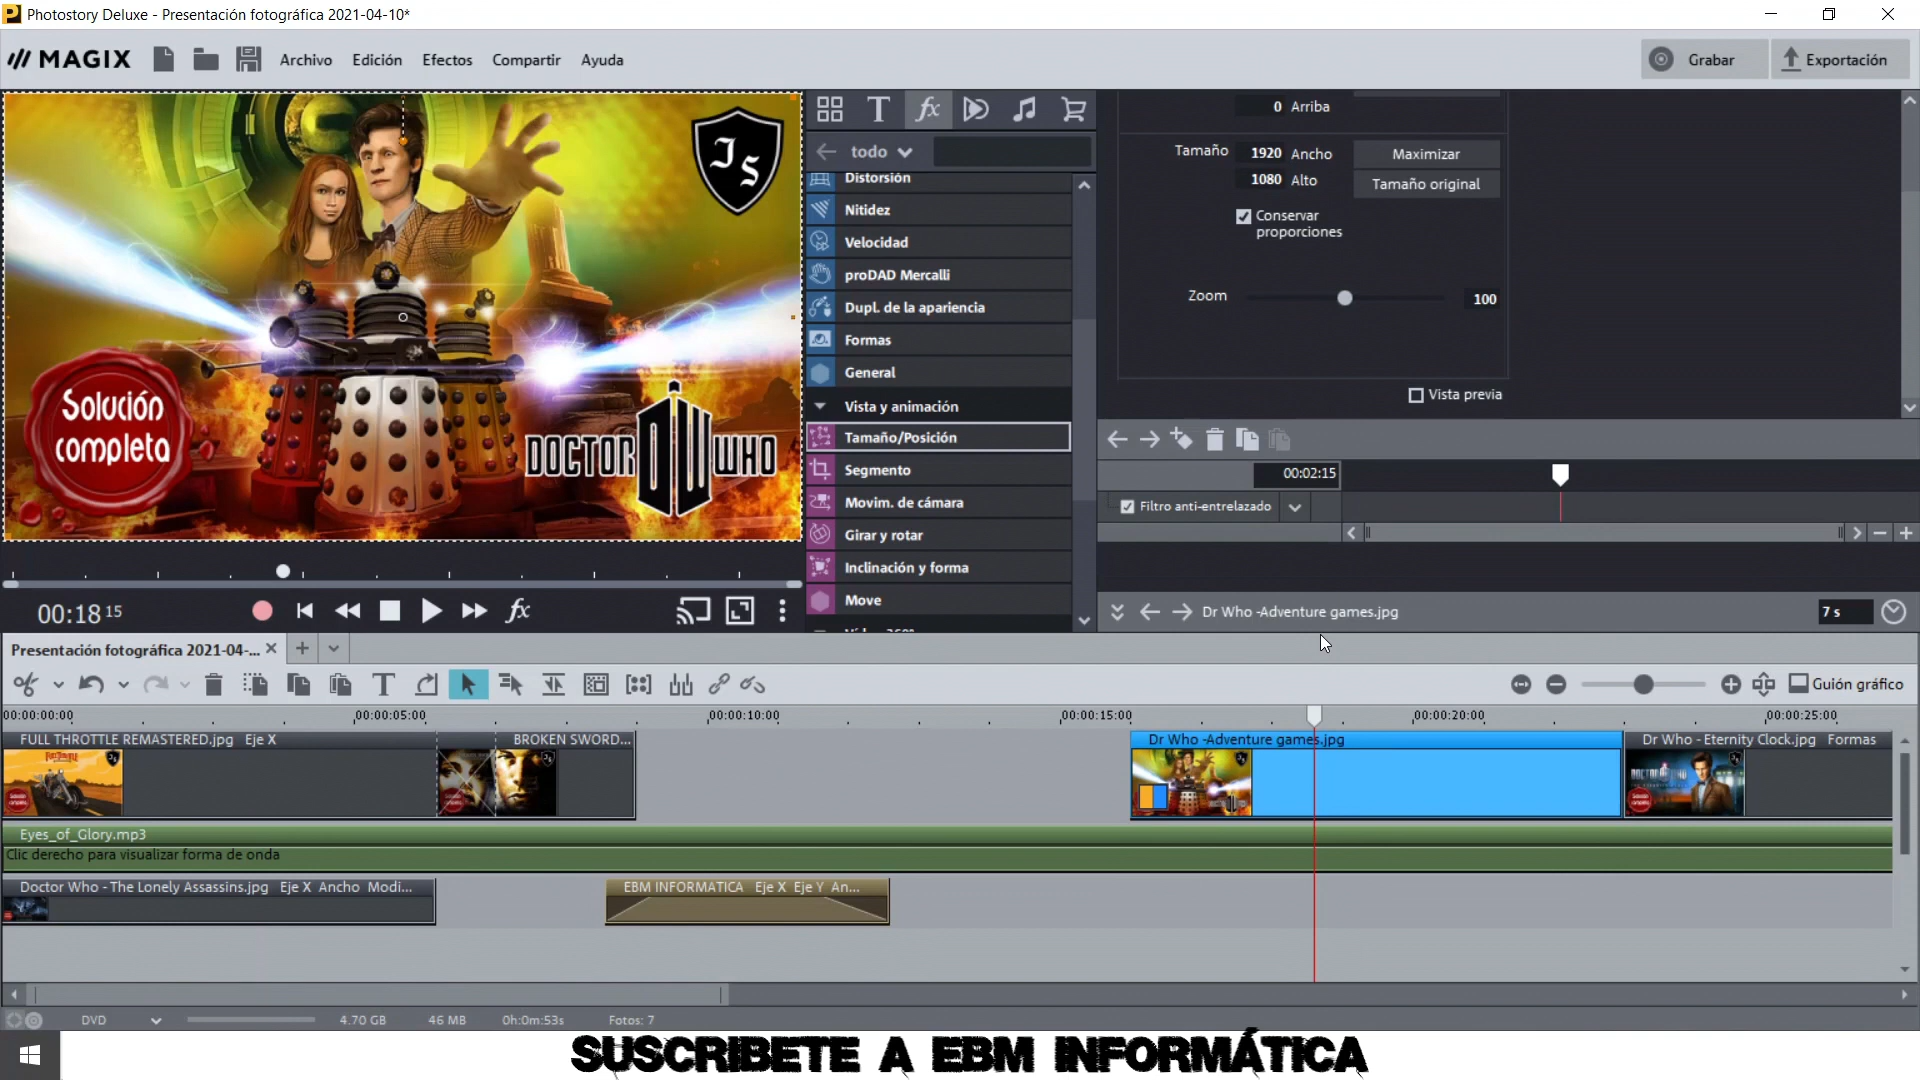 Photostory Deluxe - Presentación fotográfica 2021-04-10*
MAGIX
Archivo
Edición
Efectos
Compartir
Ayuda
Grabar
Exportación
JS
Solución
completa
DOCTOR DW WHO
00:18 15
todo
Distorsión
Nitidez
Velocidad
proDAD Mercalli
Dupl. de la apariencia
Formas
General
Vista y animación
Tamaño/Posición
Segmento
Movim. de cámara
Girar y rotar
Inclinación y forma
Move
0 Arriba
Tamaño 1920 Ancho
Maximizar
1080 Alto
Tamaño original
Conservar
proporciones
Zoom
100
Vista previa
00:02:15
Filtro anti-entrelazado
Dr Who -Adventure games.jpg
7 s
Presentación fotográfica 2021-04-...
Guión gráfico
00:00:00:00
00:00:05:00
00:00:10:00
00:00:15:00
00:00:20:00
00:00:25:00
FULL THROTTLE REMASTERED.jpg Eje X
BROKEN SWORD...
Dr Who -Adventure games.jpg
Dr Who - Eternity Clock.jpg Formas
Eyes_of_Glory.mp3
Clic derecho para visualizar forma de onda
Doctor Who - The Lonely Assassins.jpg Eje X Ancho Modi...
EBM INFORMATICA Eje X Eje Y An...
DVD
4.70 GB
46 MB
0h:0m:53s
Fotos: 7
SUSCRIBETE A EBM INFORMÁTICA